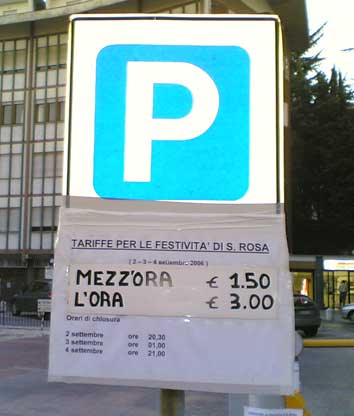 P
TARIFFE PER LE FESTIVITA' DI S. ROSA
( 2 – 3 – 4 settembre 2006 )
MEZZ'ORA € 1.50
L'ORA € 3.00
Orari di chiusura
2 settembre ore 20,30
3 settembre ore 01,00
4 settembre ore 21,00